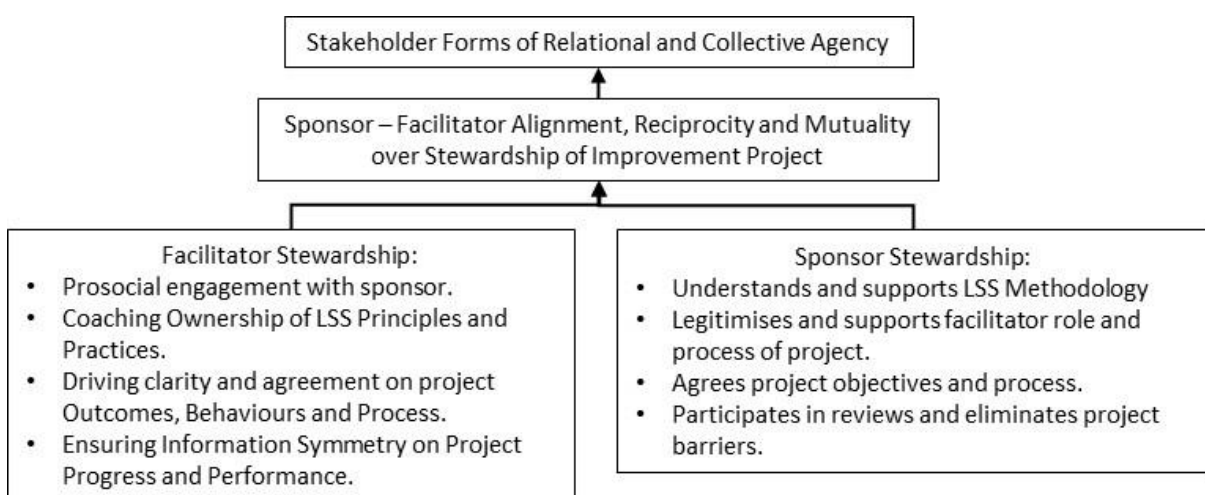 Stakeholder Forms of Relational and Collective Agency
Sponsor – Facilitator Alignment, Reciprocity and Mutuality
over Stewardship of Improvement Project
Facilitator Stewardship:
• Prosocial engagement with sponsor.
• Coaching Ownership of LSS Principles and
Practices.
• Driving clarity and agreement on project
Outcomes, Behaviours and Process.
• Ensuring Information Symmetry on Project
Progress and Performance.
Sponsor Stewardship:
• Understands and supports LSS Methodology
• Legitimises and supports facilitator role and
process of project.
• Agrees project objectives and process.
• Participates in reviews and eliminates project
barriers.